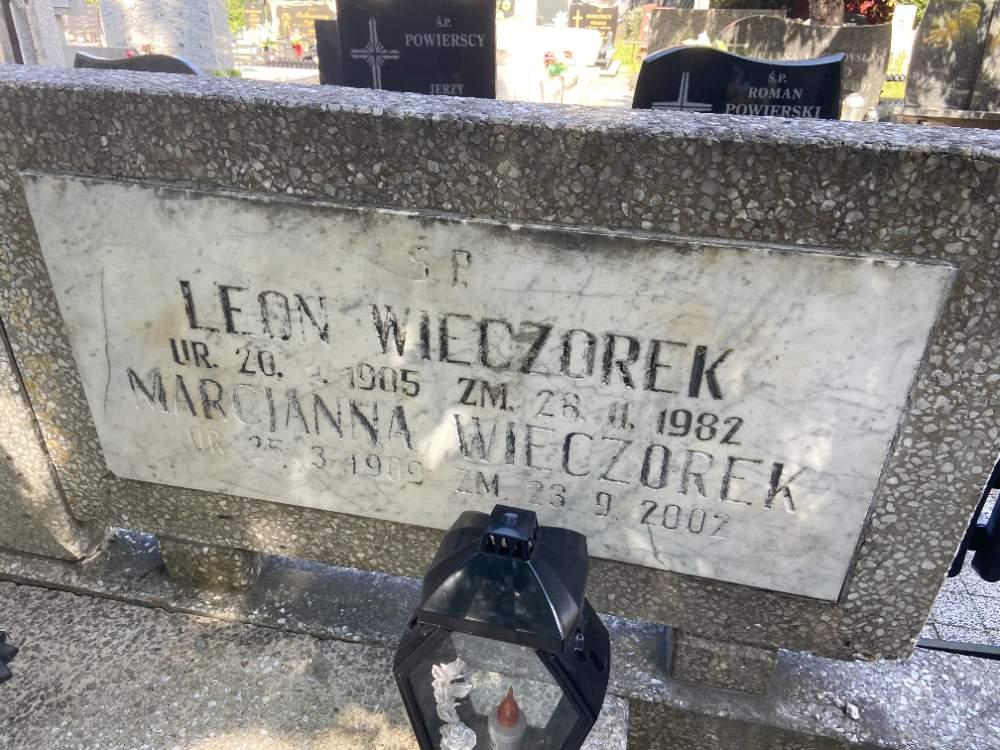 Ś.P.
POWIERSCY
JERZY
Ś.P.
ROMAN
POWIERSKI
Ś.P.
LEON WIECZOREK
UR. 20. 1905 ZM. 28. II. 1982
MARCIANNA WIECZOREK
UR. 25. 3 1909 ZM. 23. 9. 2002